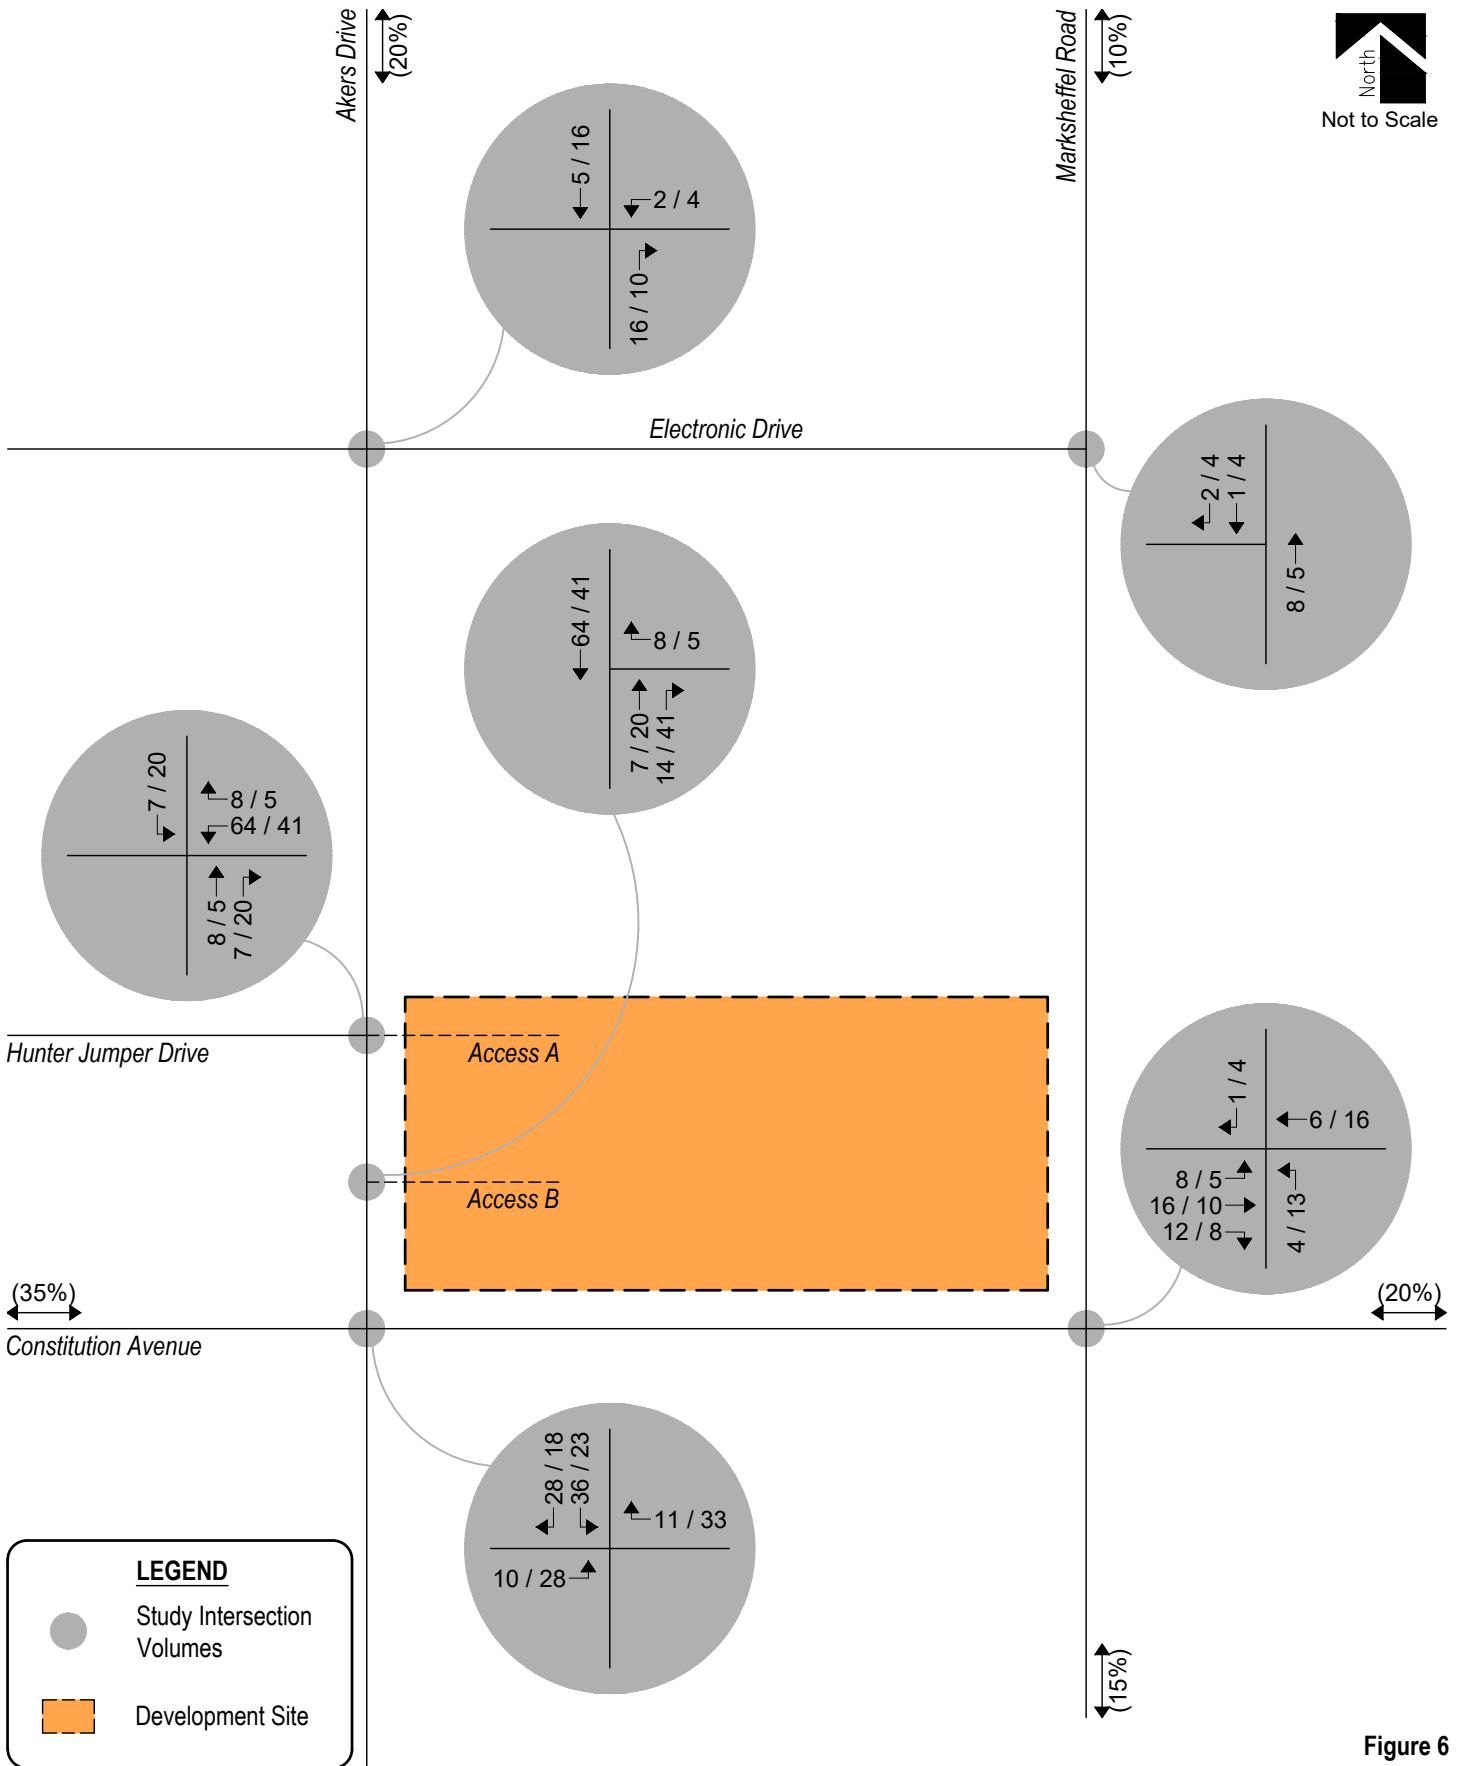 Akers Drive
(20%)
Marksheffel Road
(10%)
North
Not to Scale
5 / 16
2 / 4
16 / 10
Electronic Drive
2 / 4
1 / 4
8 / 5
64 / 41
8 / 5
7 / 20
14 / 41
7 / 20
8 / 5
64 / 41
8 / 5
7 / 20
Hunter Jumper Drive
Access A
Access B
1 / 4
6 / 16
8 / 5
16 / 10
12 / 8
4 / 13
(35%)
Constitution Avenue
(20%)
28 / 18
36 / 23
11 / 33
10 / 28
LEGEND
Study Intersection
Volumes
Development Site
(15%)
Figure 6